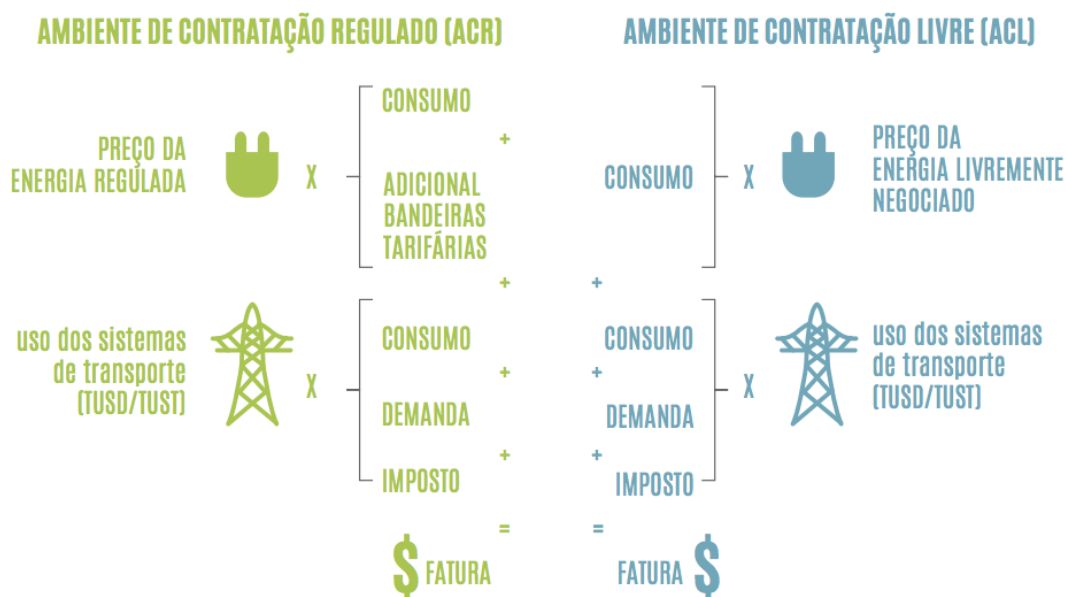 AMBIENTE DE CONTRATAÇÃO REGULADO (ACR)
PREÇO DA
ENERGIA REGULADA
X
CONSUMO
+
ADICIONAL
BANDEIRAS
TARIFÁRIAS
+
uso dos sistemas
de transporte
(TUSD/TUST)
X
CONSUMO
+
DEMANDA
+
IMPOSTO
=
$ FATURA
AMBIENTE DE CONTRATAÇÃO LIVRE (ACL)
CONSUMO
X
PREÇO DA
ENERGIA LIVREMENTE
NEGOCIADO
+
CONSUMO
+
DEMANDA
+
IMPOSTO
X
uso dos sistemas
de transporte
(TUSD/TUST)
=
FATURA $